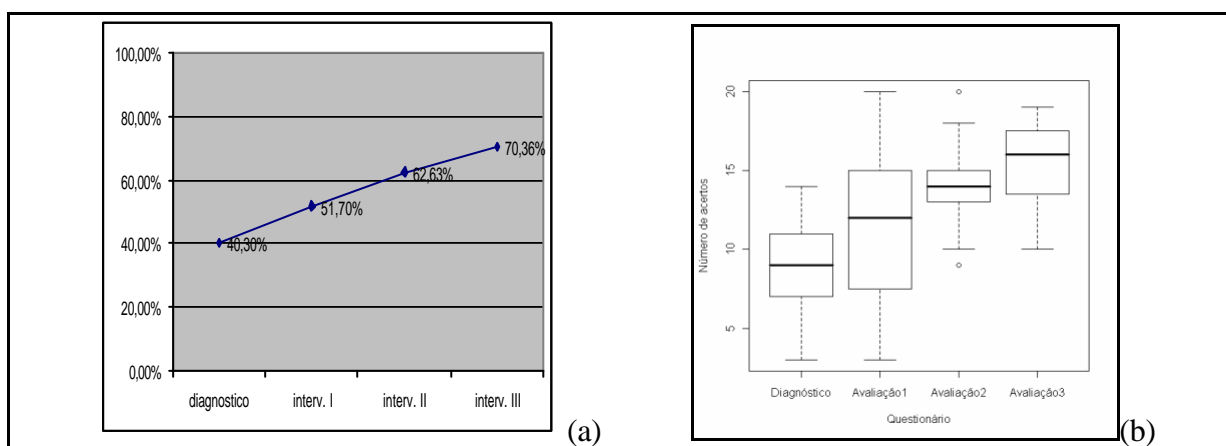 100,00%
80,00%
60,00%
40,00%
20,00%
0,00%
40,30%
51,70%
62,63%
70,36%
diagnostico interv. I interv. II interv. III
(a)
Número de acertos
20
15
10
5
Diagnóstico Avaliação1 Avaliação2 Avaliação3
Questionário
(b)